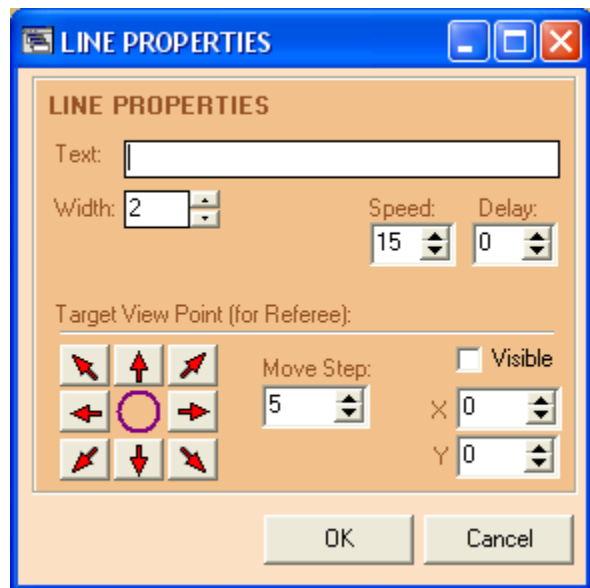 LINE PROPERTIES
LINE PROPERTIES
Text:
Width: 2
Speed: Delay:
15 0
Target View Point (for Referee):
Move Step: Visible
5 X 0
Y 0
OK Cancel